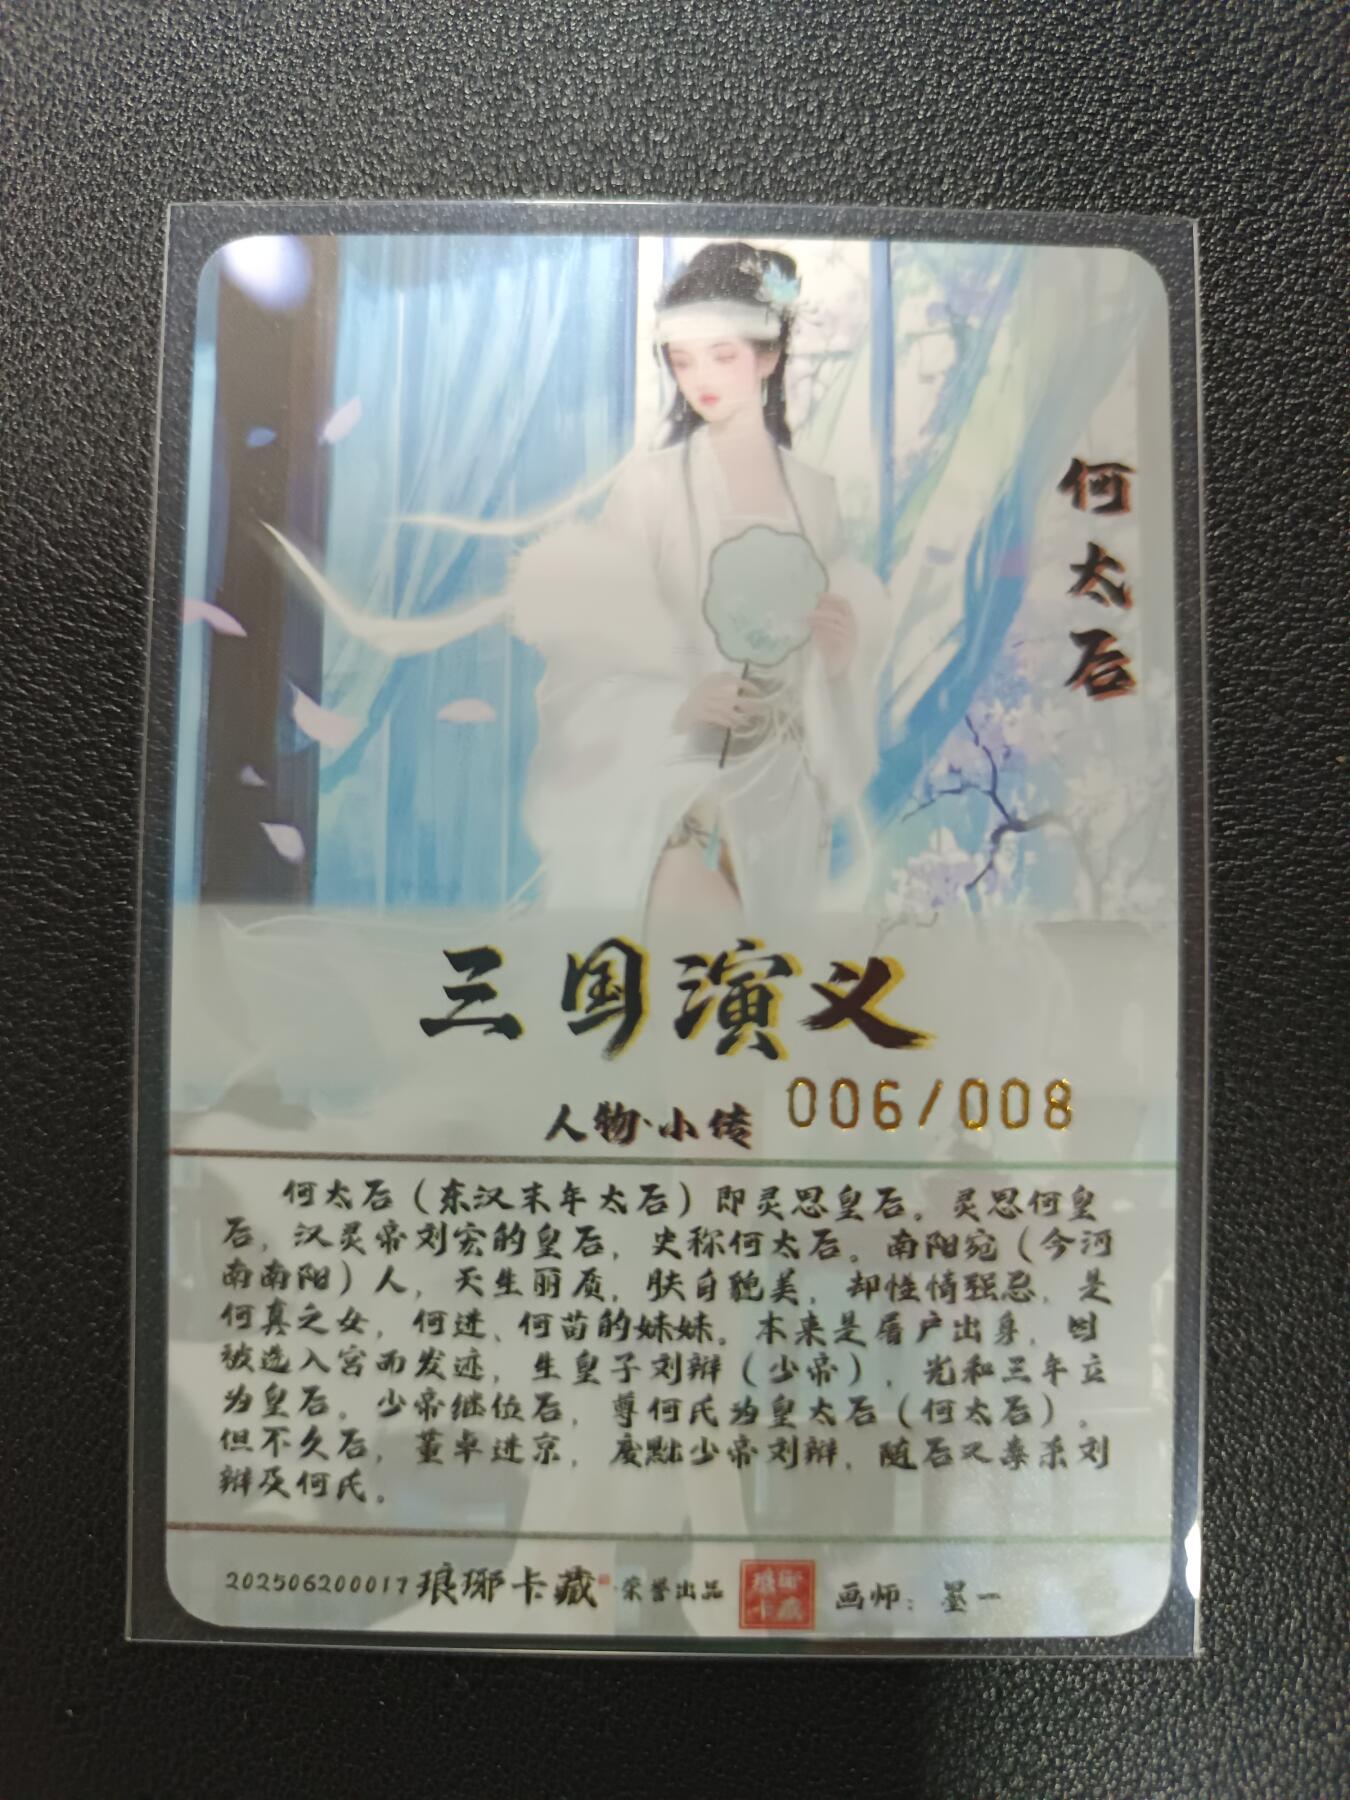 何太后
三国演义
人物·小传
006/008
何太后（东汉末年太后）即灵思皇后。灵思何皇
后，汉灵帝刘宏的皇后，史称何太后。南阳宛（今河
南南阳）人，天生丽质，肤自貌美，却性情强忍，是
何真之女，何进、何苗的妹妹。本来是屠户出身，因
被选入宫而发迹，生皇子刘辩（少帝），光和三年立
为皇后。少帝继位后，尊何氏为皇太后（何太后）。
但不久后，董卓进京，废黜少帝刘辩，随后又毒杀刘
辩及何氏。
202506200017 琅琊卡藏 ·荣誉出品 琅琊卡藏 画师：墨一